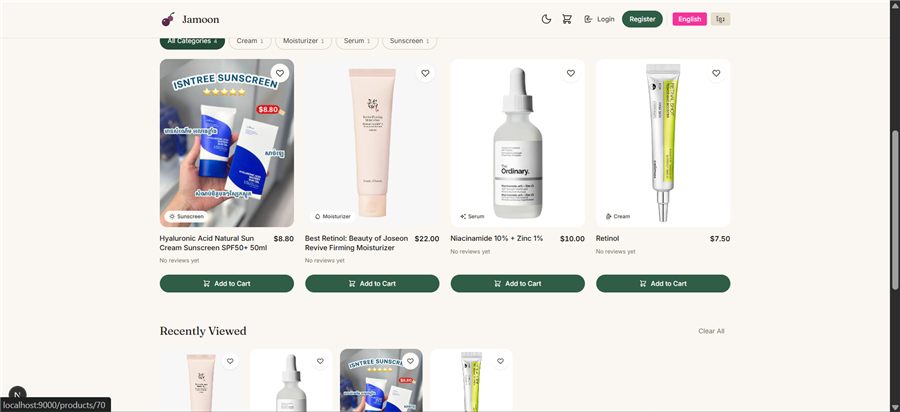 Jamoon
Login
Register
English
ខ្មែរ
All Categories 4
Cream 1
Moisturizer 1
Serum 1
Sunscreen 1
ISNTREE SUNSCREEN
$8.80
Sunscreen
Moisturizer
The
Ordinary.
Serum
Cream
Hyaluronic Acid Natural Sun
Cream Sunscreen SPF50+ 50ml
$8.80
No reviews yet
Best Retinol: Beauty of Joseon
Revive Firming Moisturizer
$22.00
No reviews yet
Niacinamide 10% + Zinc 1%
$10.00
No reviews yet
Retinol
$7.50
No reviews yet
Add to Cart
Add to Cart
Add to Cart
Add to Cart
Recently Viewed
Clear All
N
localhost:9000/products/70